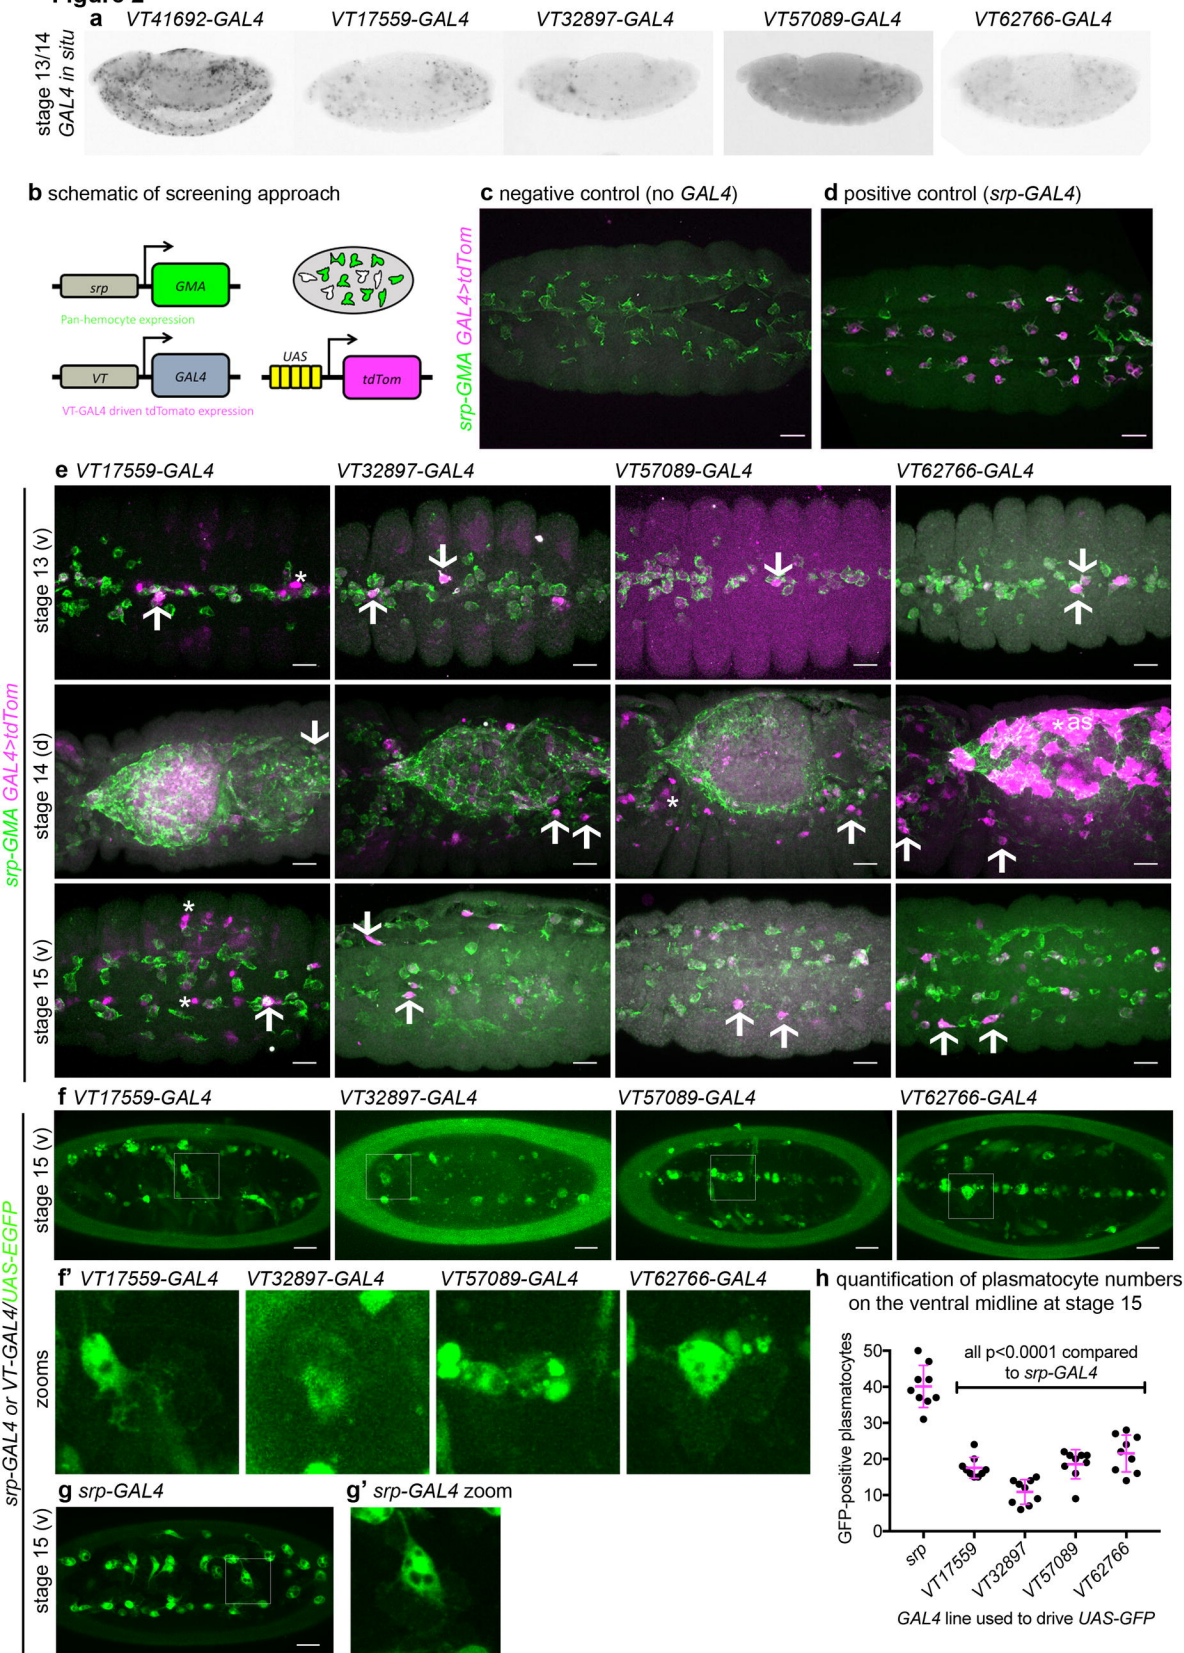 Figure 2
a VT41692-GAL4 VT17559-GAL4 VT32897-GAL4 VT57089-GAL4 VT62766-GAL4
stage 13/14
GAL4 in situ
b schematic of screening approach
srp
GMA
Pan-hemocyte expression
VT
GAL4
UAS
tdTom
VT-GAL4 driven tdTomato expression
c negative control (no GAL4)
d positive control (srp-GAL4)
srp-GMA GAL4>tdTom
e VT17559-GAL4 VT32897-GAL4 VT57089-GAL4 VT62766-GAL4
srp-GMA GAL4>tdTom
stage 13 (v)
*
stage 14 (d)
*
*as
stage 15 (v)
*
*
f VT17559-GAL4 VT32897-GAL4 VT57089-GAL4 VT62766-GAL4
srp-GAL4 or VT-GAL4/UAS-EGFP
stage 15 (v)
f' VT17559-GAL4 VT32897-GAL4 VT57089-GAL4 VT62766-GAL4
zooms
g srp-GAL4
stage 15 (v)
g' srp-GAL4 zoom
h quantification of plasmatocyte numbers
on the ventral midline at stage 15
GFP-positive plasmatocytes
50
40
30
20
10
0
all p<0.0001 compared
to srp-GAL4
srp
VT17559
VT32897
VT57089
VT62766
GAL4 line used to drive UAS-GFP